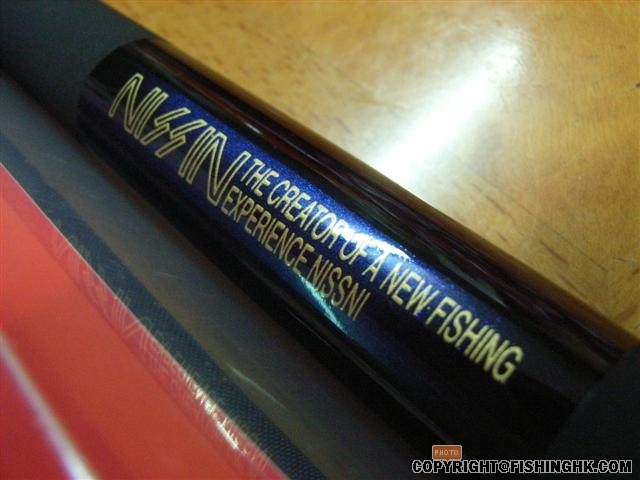 NISSIN
THE CREATOR OF A NEW FISHING
EXPERIENCE NISSNI
PHOTO
COPYRIGHT@FISHINGHK.COM